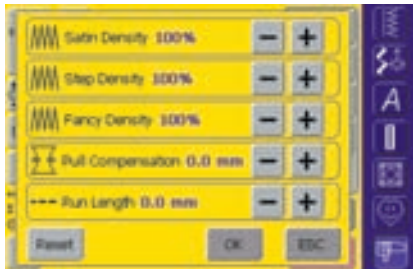 Satin Density 100%
Step Density 100%
Fancy Density 100%
Pull Compensation 0.0 mm
Run Length 0.0 mm
Reset OK ESC
A